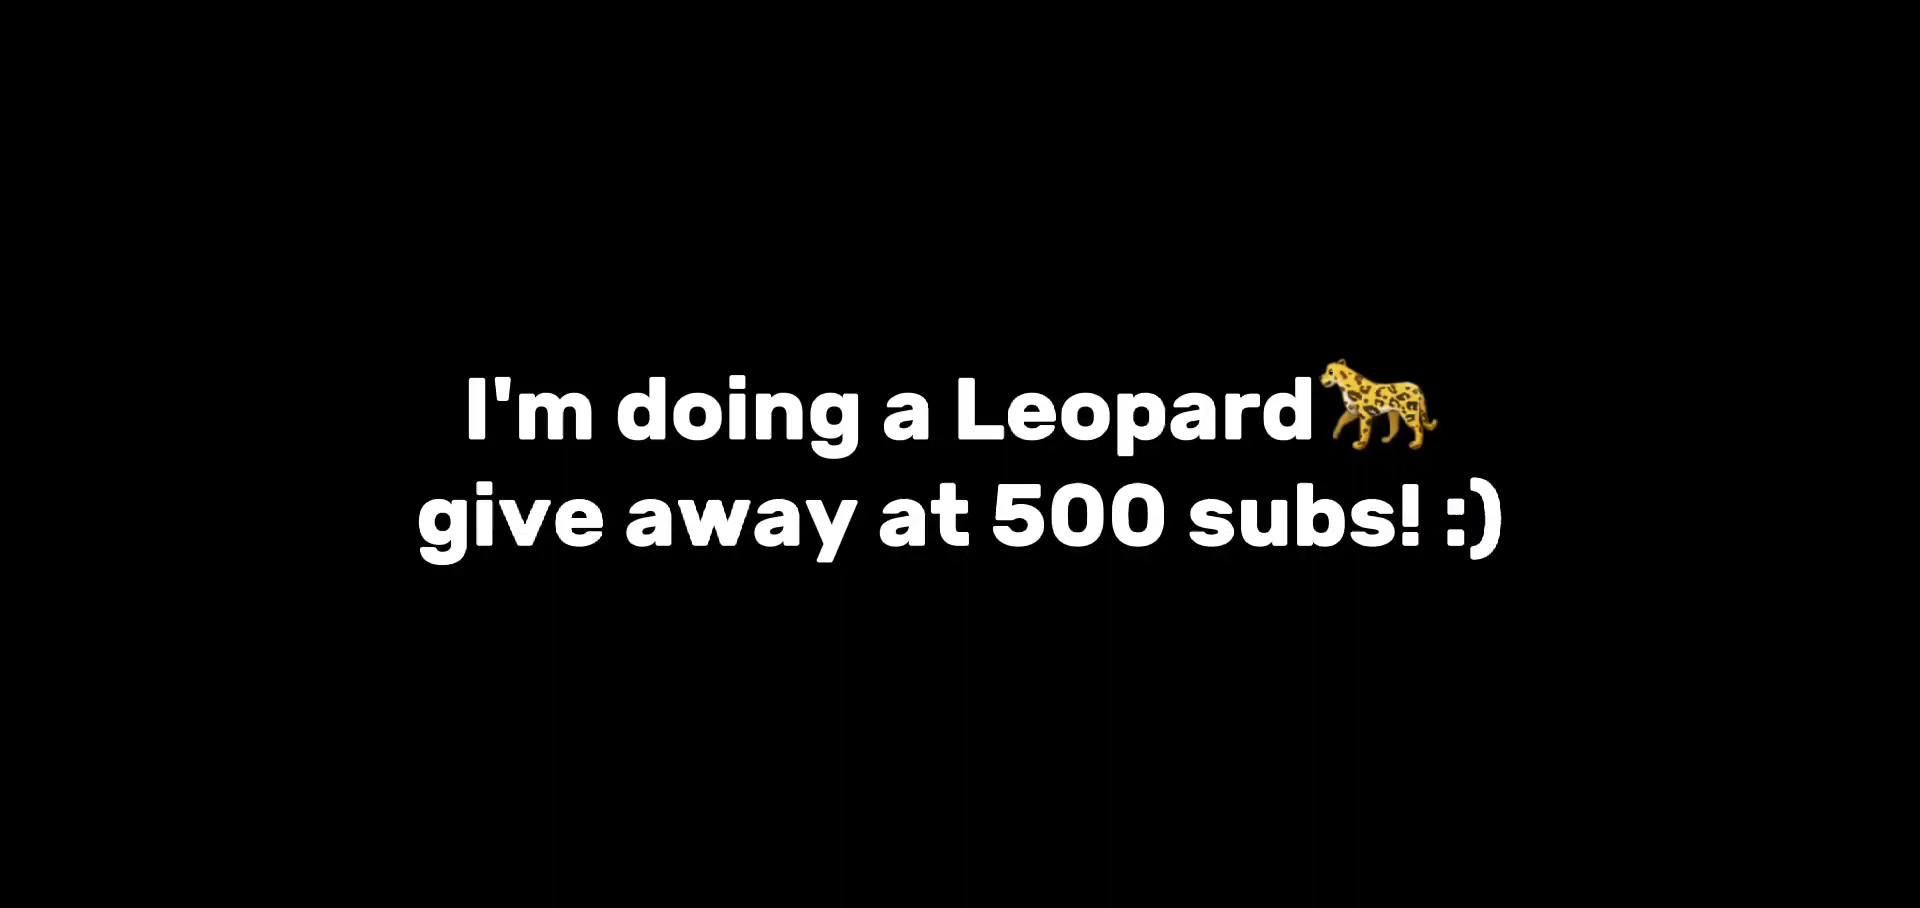 I'm doing a Leopard🐆
give away at 500 subs! :)